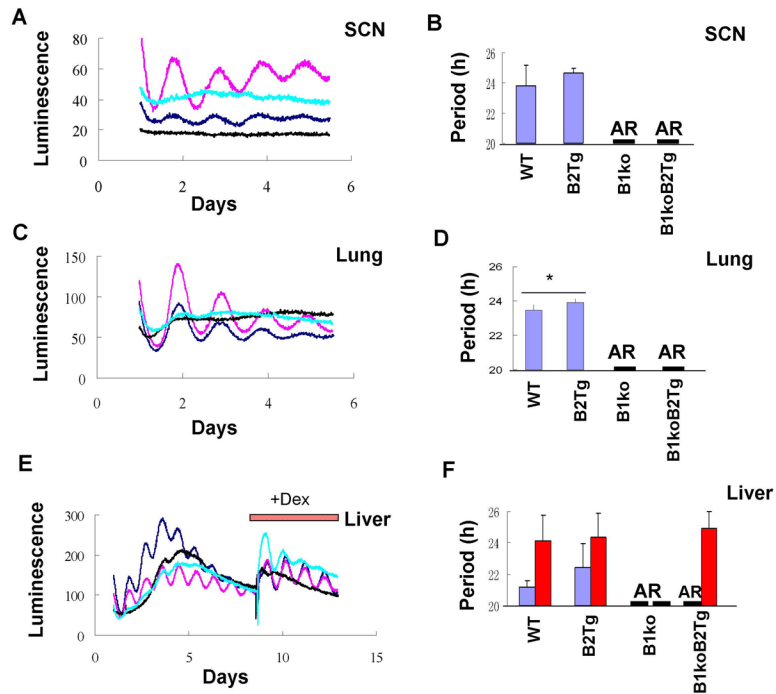 A
SCN
Luminescence
80
60
40
20
0
0 2 4 6
Days
B
SCN
Period (h)
26
24
22
20
AR AR
WT
B2Tg
B1ko
B1koB2Tg
C
Lung
Luminescence
150
100
50
0
0 2 4 6
Days
D
Lung
Period (h)
26
24
22
20
*
AR AR
WT
B2Tg
B1ko
B1koB2Tg
E
+Dex
Liver
Luminescence
300
200
100
0
0 5 10 15
Days
F
Liver
Period (h)
26
24
22
20
AR AR
WT
B2Tg
B1ko
B1koB2Tg